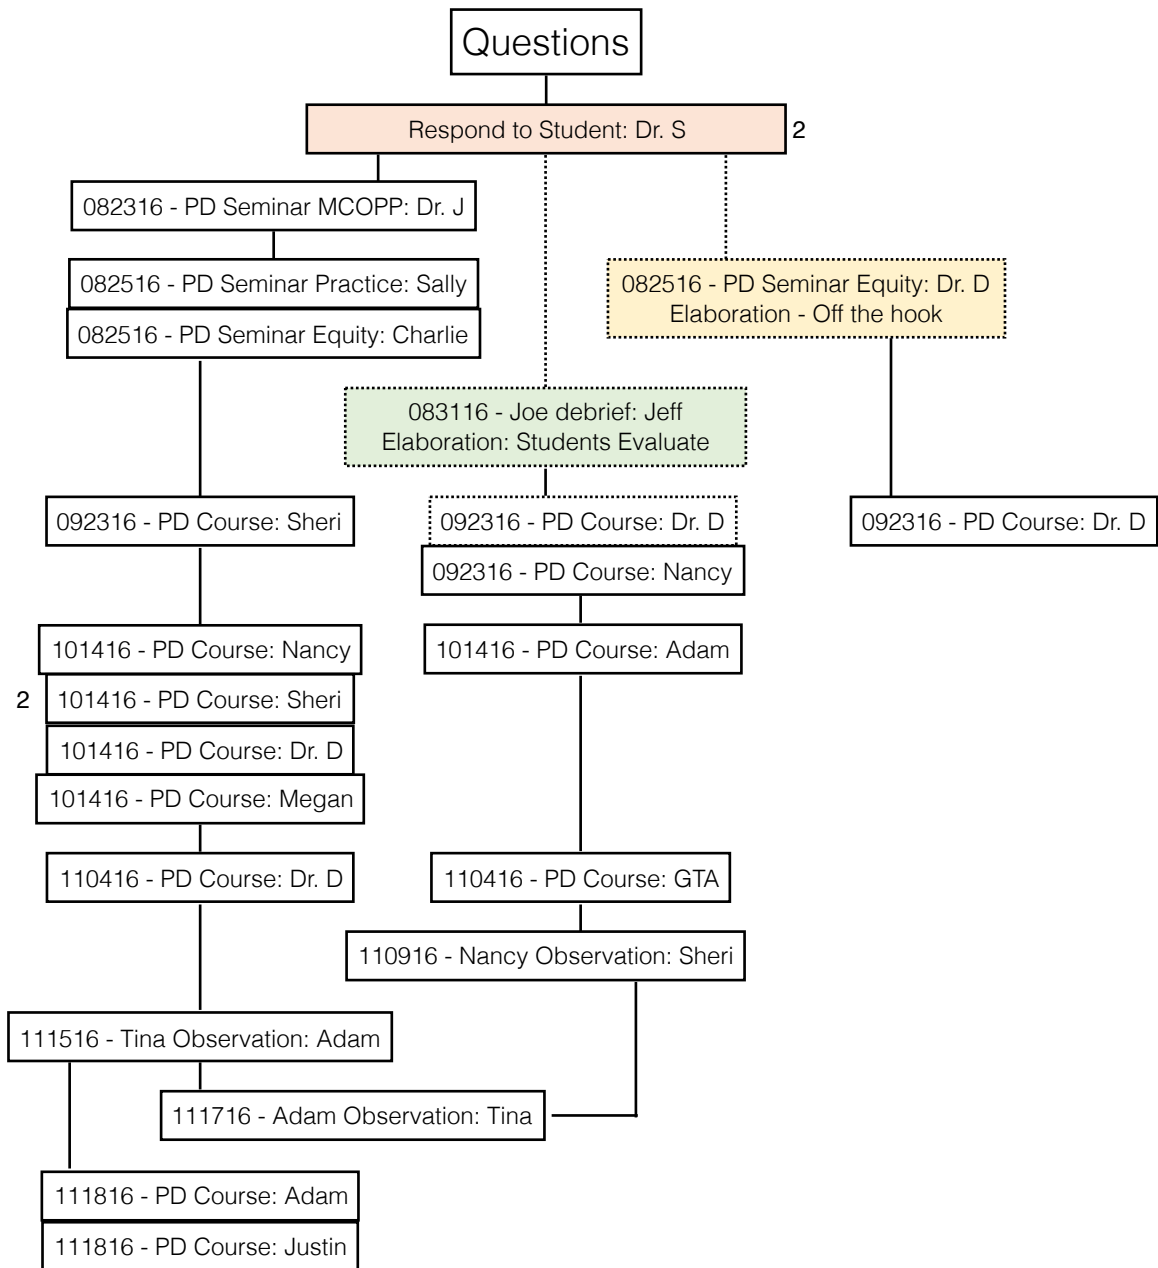 Questions
Respond to Student: Dr. S
2
082316 - PD Seminar MCOPP: Dr. J
082516 - PD Seminar Practice: Sally
082516 - PD Seminar Equity: Charlie
082516 - PD Seminar Equity: Dr. D
Elaboration - Off the hook
083116 - Joe debrief: Jeff
Elaboration: Students Evaluate
092316 - PD Course: Sheri
092316 - PD Course: Dr. D
092316 - PD Course: Nancy
092316 - PD Course: Dr. D
101416 - PD Course: Nancy
2
101416 - PD Course: Sheri
101416 - PD Course: Dr. D
101416 - PD Course: Megan
101416 - PD Course: Adam
110416 - PD Course: Dr. D
110416 - PD Course: GTA
110916 - Nancy Observation: Sheri
111516 - Tina Observation: Adam
111716 - Adam Observation: Tina
111816 - PD Course: Adam
111816 - PD Course: Justin